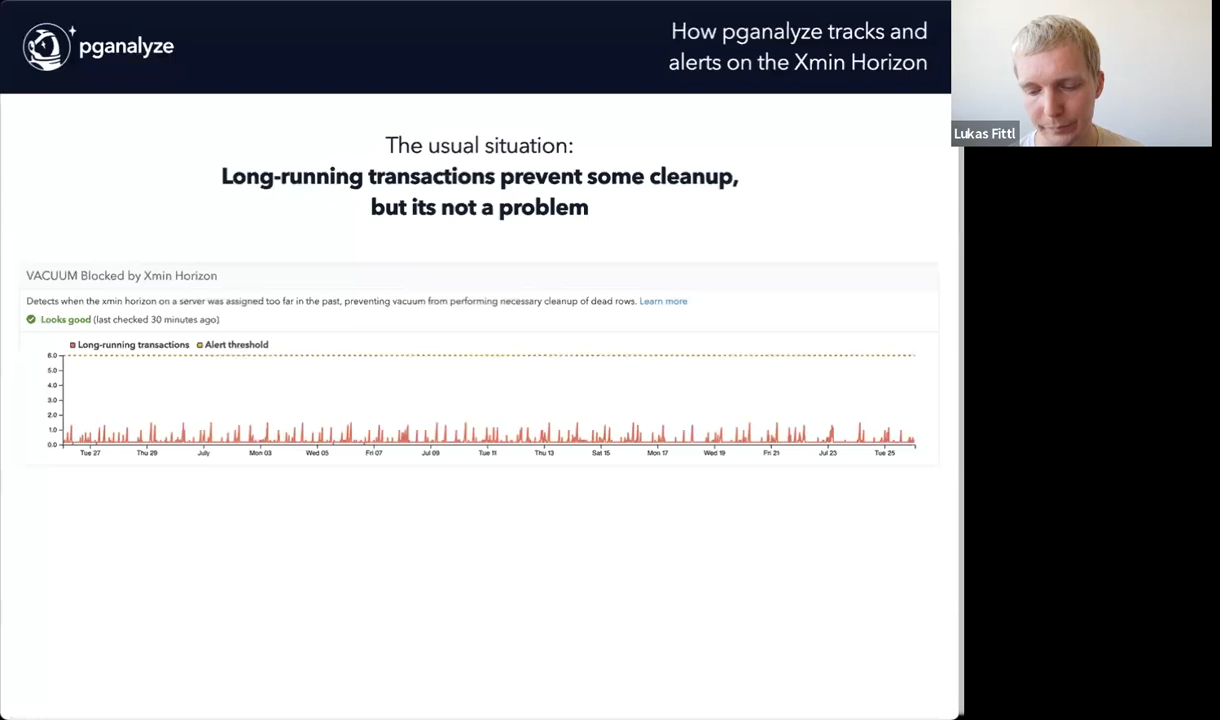 pganalyze
How pganalyze tracks and
alerts on the Xmin Horizon
Lukas Fittl
The usual situation:
Long-running transactions prevent some cleanup,
but its not a problem
VACUUM Blocked by Xmin Horizon
Detects when the xmin horizon on a server was assigned too far in the past, preventing vacuum from performing necessary cleanup of dead rows. Learn more
Looks good (last checked 30 minutes ago)
Long-running transactions Alert threshold
6.0
5.0
4.0
3.0
2.0
1.0
0.0
Tue 27 Thu 29 July Mon 03 Wed 05 Fri 07 Jul 09 Tue 11 Thu 13 Sat 15 Mon 17 Wed 19 Fri 21 Jul 23 Tue 25